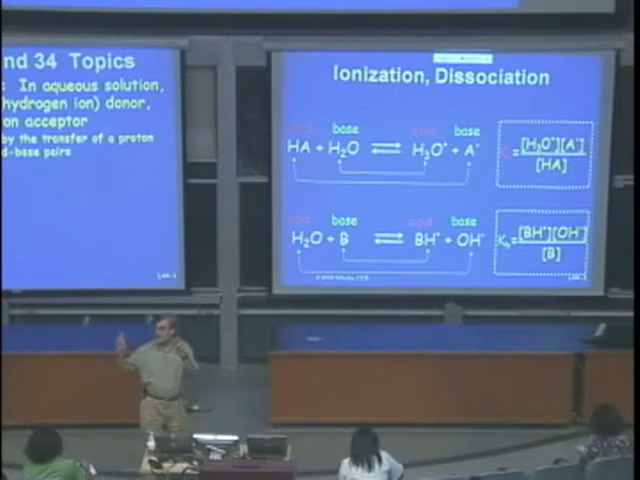 nd 34 Topics
: In aqueous solution,
hydrogen ion) donor,
on acceptor
by the transfer of a proton
d-base pairs
Ionization, Dissociation
acid base acid base
HA + H₂O ⇌ H₃O⁺ + A⁻
=[H₃O⁺][A⁻]
[HA]
acid base acid base
H₂O + B ⇌ BH⁺ + OH⁻
K_b=[BH⁺][OH⁻]
[B]